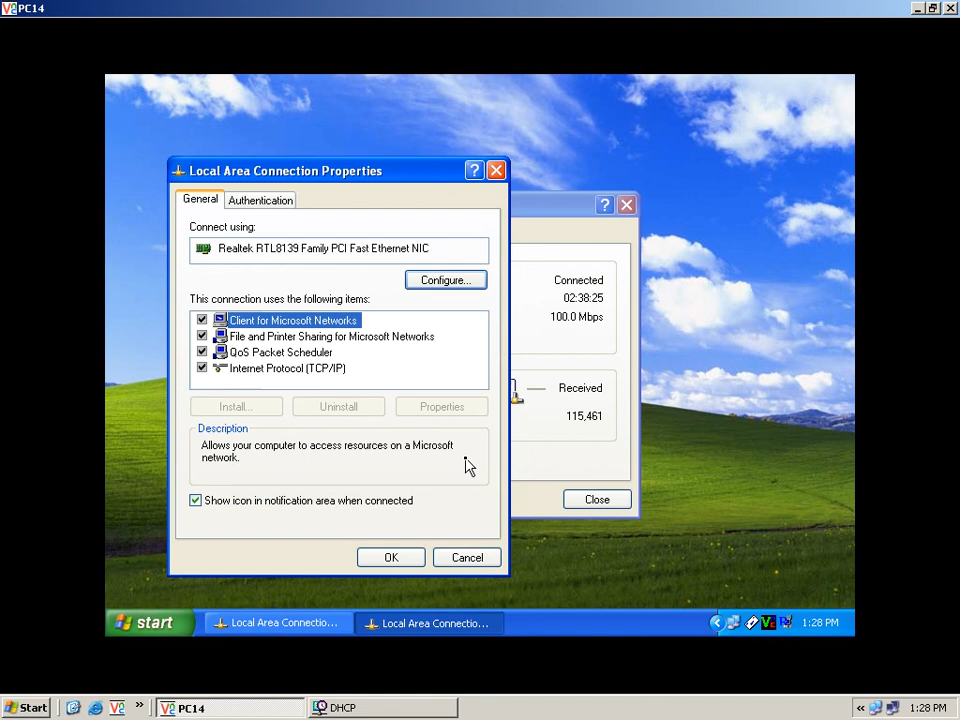 PC14
Local Area Connection Properties
General
Authentication
Connect using:
Realtek RTL8139 Family PCI Fast Ethernet NIC
Configure...
This connection uses the following items:
Client for Microsoft Networks
File and Printer Sharing for Microsoft Networks
QoS Packet Scheduler
Internet Protocol (TCP/IP)
Install...
Uninstall
Properties
Description
Allows your computer to access resources on a Microsoft
network.
Show icon in notification area when connected
OK
Cancel
Connected
02:38:25
100.0 Mbps
Received
115,461
Close
start
Local Area Connectio...
Local Area Connectio...
1:28 PM
Start
PC14
DHCP
1:28 PM